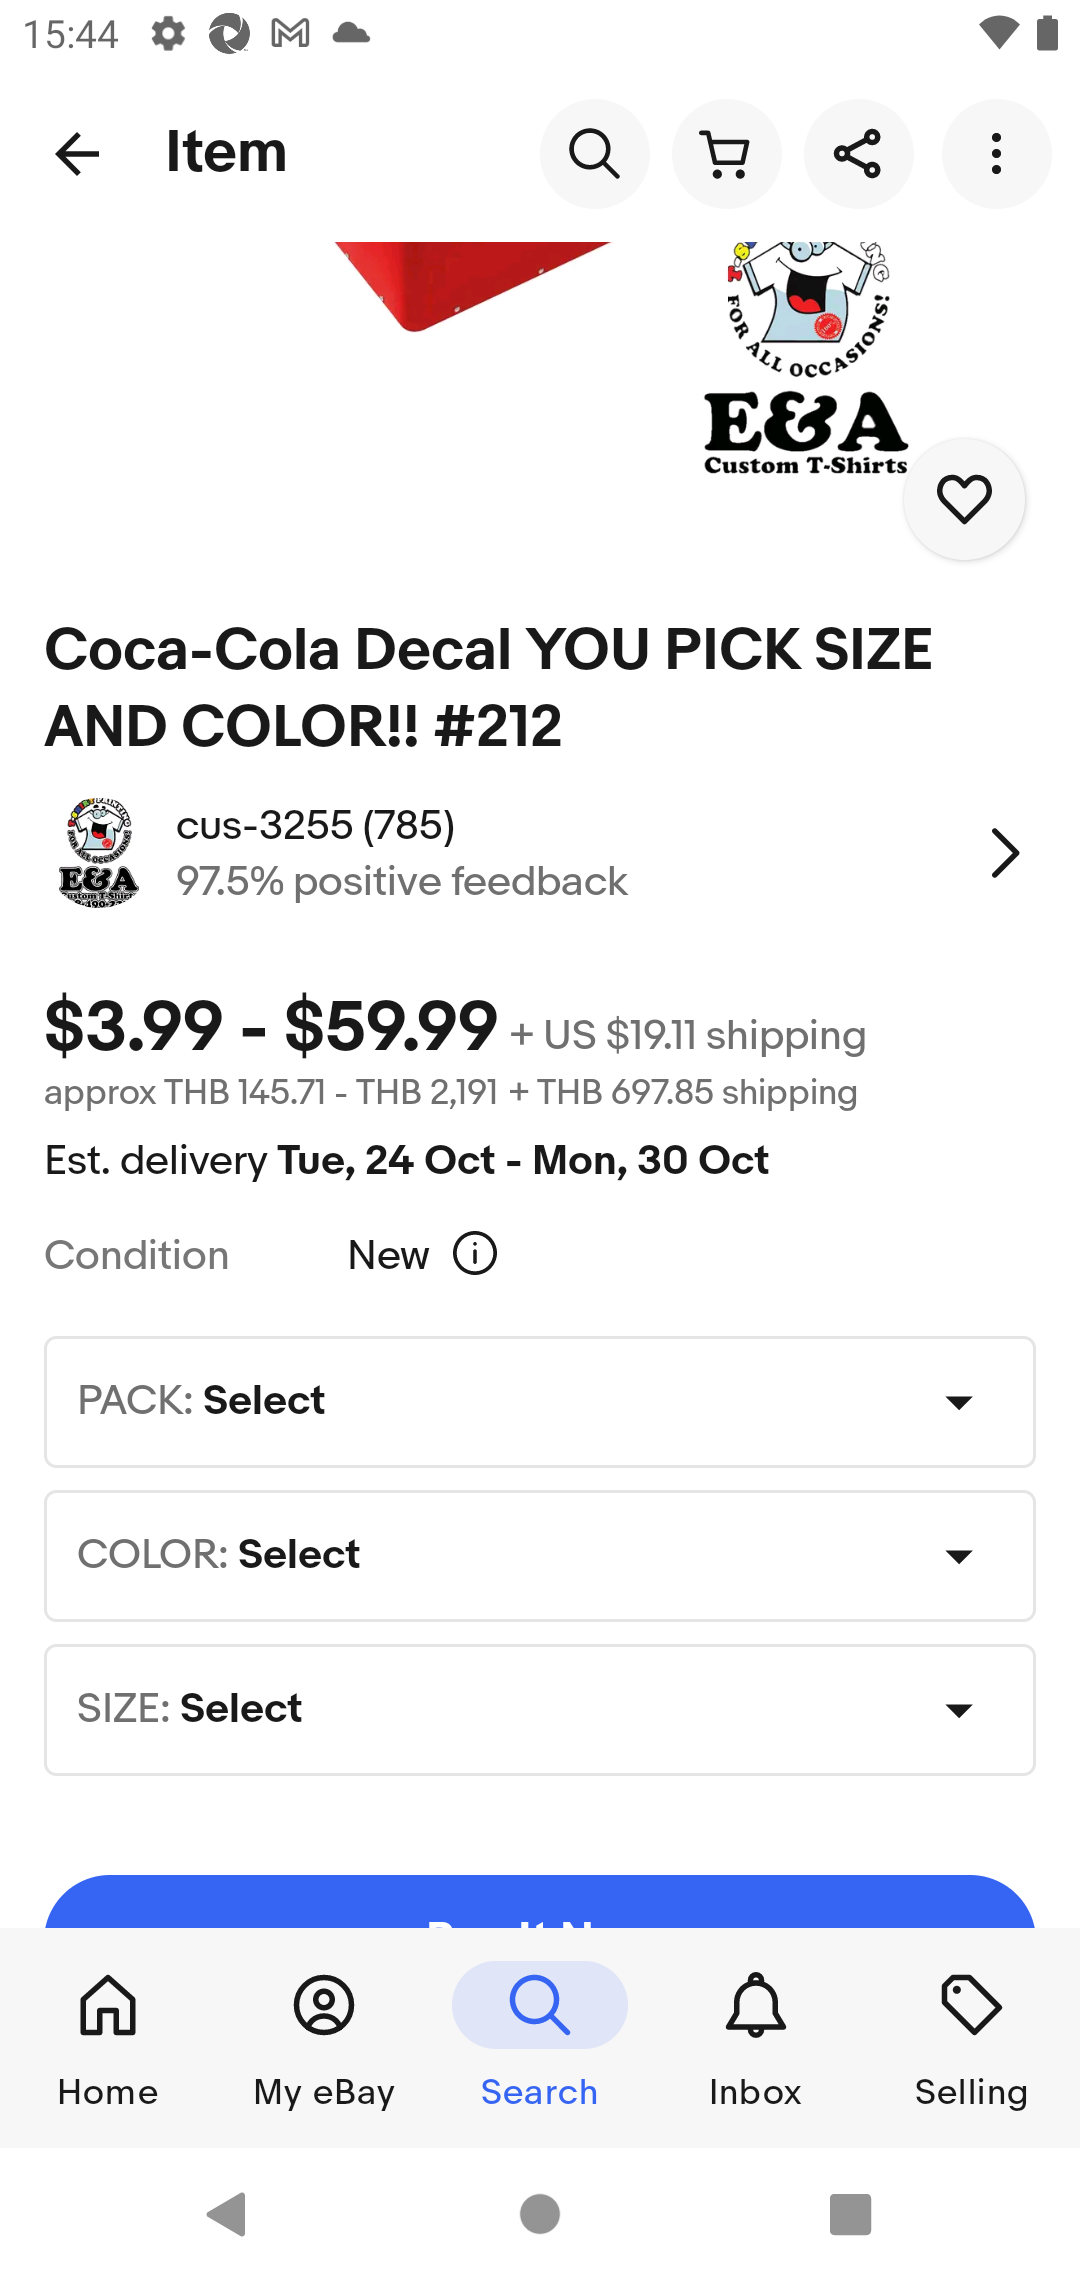 15:44
Item
FOR ALL OCCASIONS!
E&A
Custom T-Shirts
Coca-Cola Decal YOU PICK SIZE
AND COLOR!! #212
cus-3255 (785)
97.5% positive feedback
E&A
$3.99 - $59.99 + US $19.11 shipping
approx THB 145.71 - THB 2,191 + THB 697.85 shipping
Est. delivery Tue, 24 Oct - Mon, 30 Oct
Condition New
PACK: Select
COLOR: Select
SIZE: Select
Home
My eBay
Search
Inbox
Selling